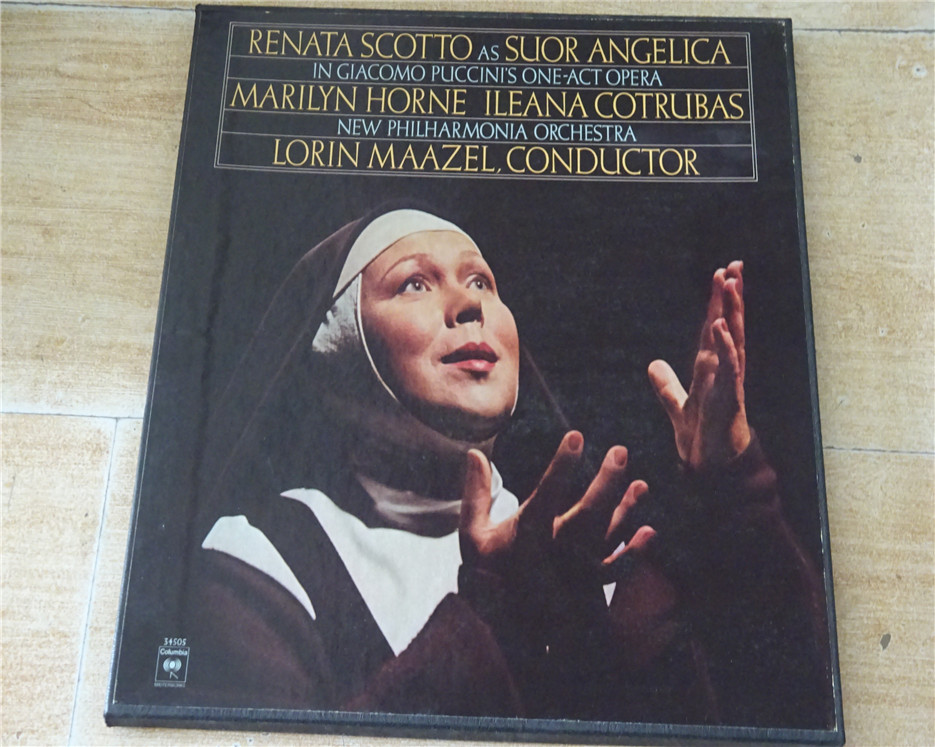 RENATA SCOTTO AS SUOR ANGELICA
IN GIACOMO PUCCINI'S ONE-ACT OPERA
MARILYN HORNE ILEANA COTRUBAS
NEW PHILHARMONIA ORCHESTRA
LORIN MAAZEL, CONDUCTOR
34505
Columbia